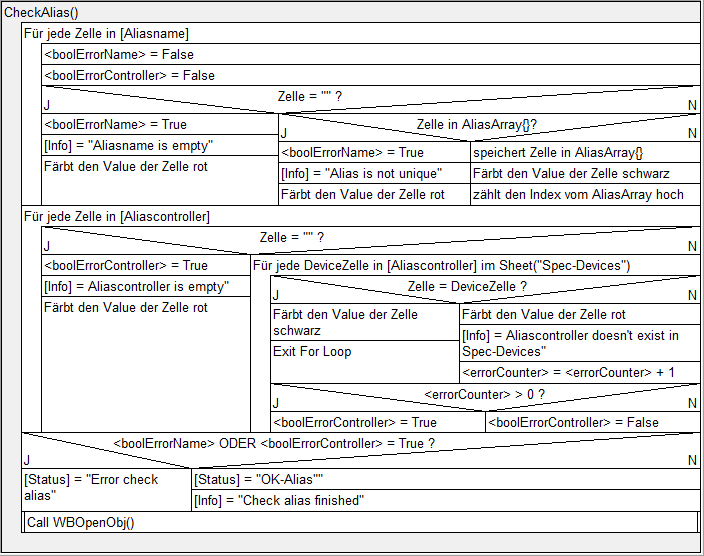 CheckAlias()
Für jede Zelle in [Aliasname]
<boolErrorName> = False
<boolErrorController> = False
Zelle = "" ?
J
N
<boolErrorName> = True
[Info] = "Aliasname is empty"
Färbt den Value der Zelle rot
Zelle in AliasArray{}?
J
N
<boolErrorName> = True
[Info] = "Alias is not unique"
Färbt den Value der Zelle rot
speichert Zelle in AliasArray{}
Färbt den Value der Zelle schwarz
zählt den Index vom AliasArray hoch
Für jede Zelle in [Aliascontroller]
Zelle = "" ?
J
N
<boolErrorController> = True
[Info] = Aliascontroller is empty"
Färbt den Value der Zelle rot
Für jede DeviceZelle in [Aliascontroller] im Sheet("Spec-Devices")
Zelle = DeviceZelle ?
J
N
Färbt den Value der Zelle
schwarz
Exit For Loop
Färbt den Value der Zelle rot
[Info] = Aliascontroller doesn't exist in
Spec-Devices"
<errorCounter> = <errorCounter> + 1
<errorCounter> > 0 ?
J
N
<boolErrorController> = True
<boolErrorController> = False
<boolErrorName> ODER <boolErrorController> = True ?
J
N
[Status] = "Error check
alias"
[Status] = "OK-Alias""
[Info] = "Check alias finished"
Call WBOpenObj()